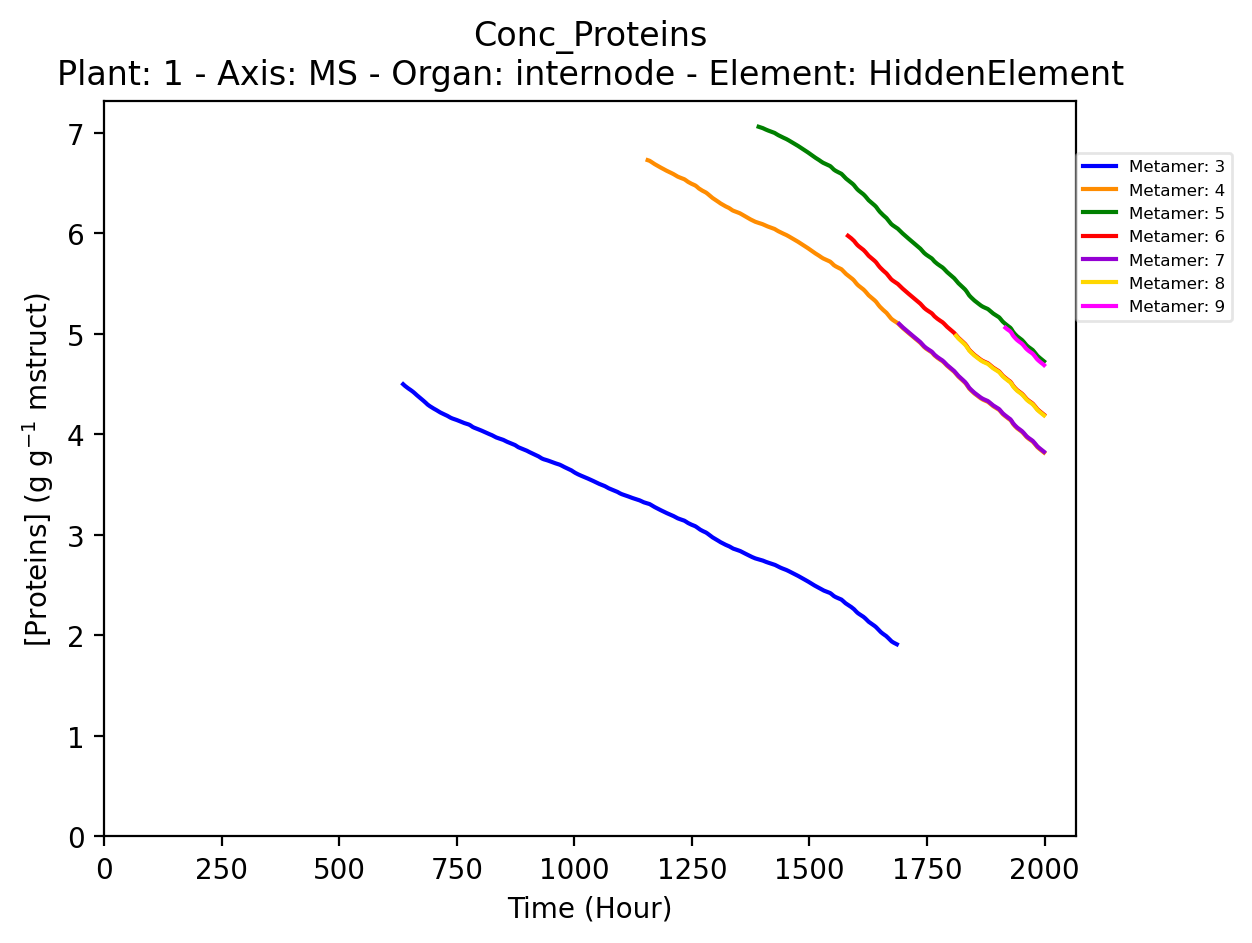 Conc_Proteins
Plant: 1 - Axis: MS - Organ: internode - Element: HiddenElement
7
6
5
4
3
2
1
0
[Proteins] (g g⁻¹ mstruct)
0 250 500 750 1000 1250 1500 1750 2000
Time (Hour)
Metamer: 3
Metamer: 4
Metamer: 5
Metamer: 6
Metamer: 7
Metamer: 8
Metamer: 9